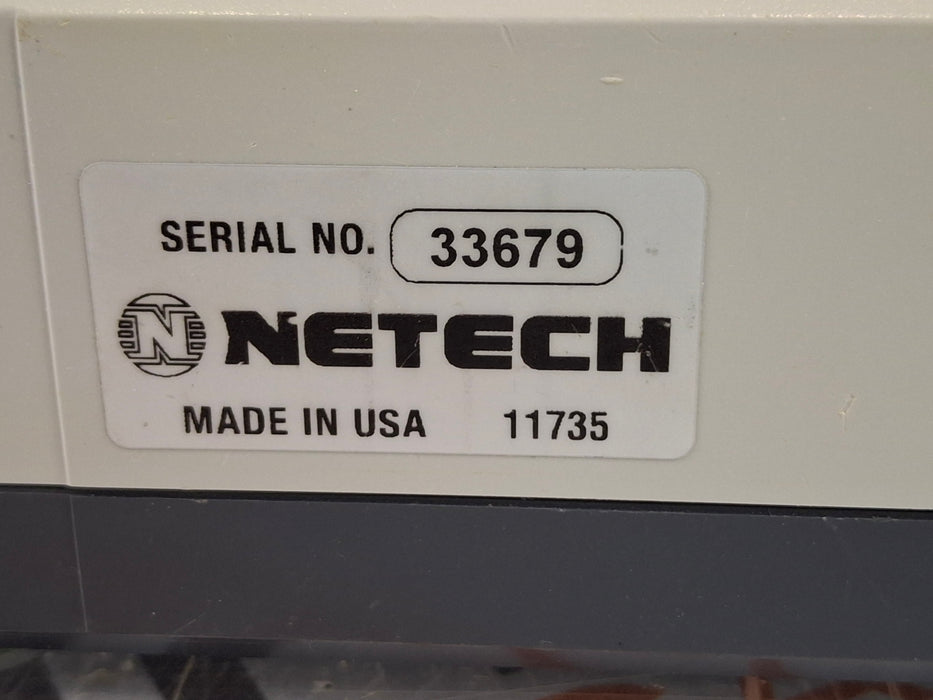 SERIAL NO. 33679
N NETECH
MADE IN USA 11735